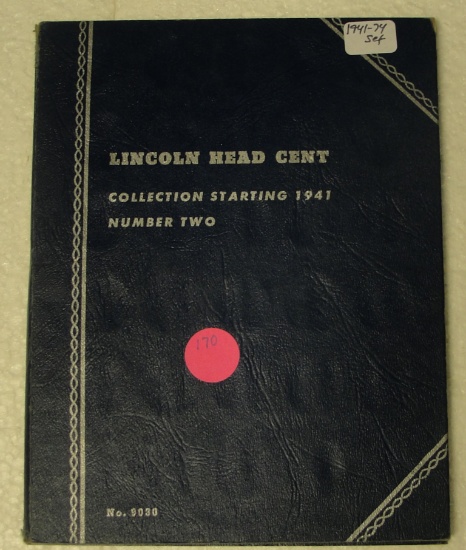 1941-74
Set
LINCOLN HEAD CENT
COLLECTION STARTING 1941
NUMBER TWO
170
No. 9030